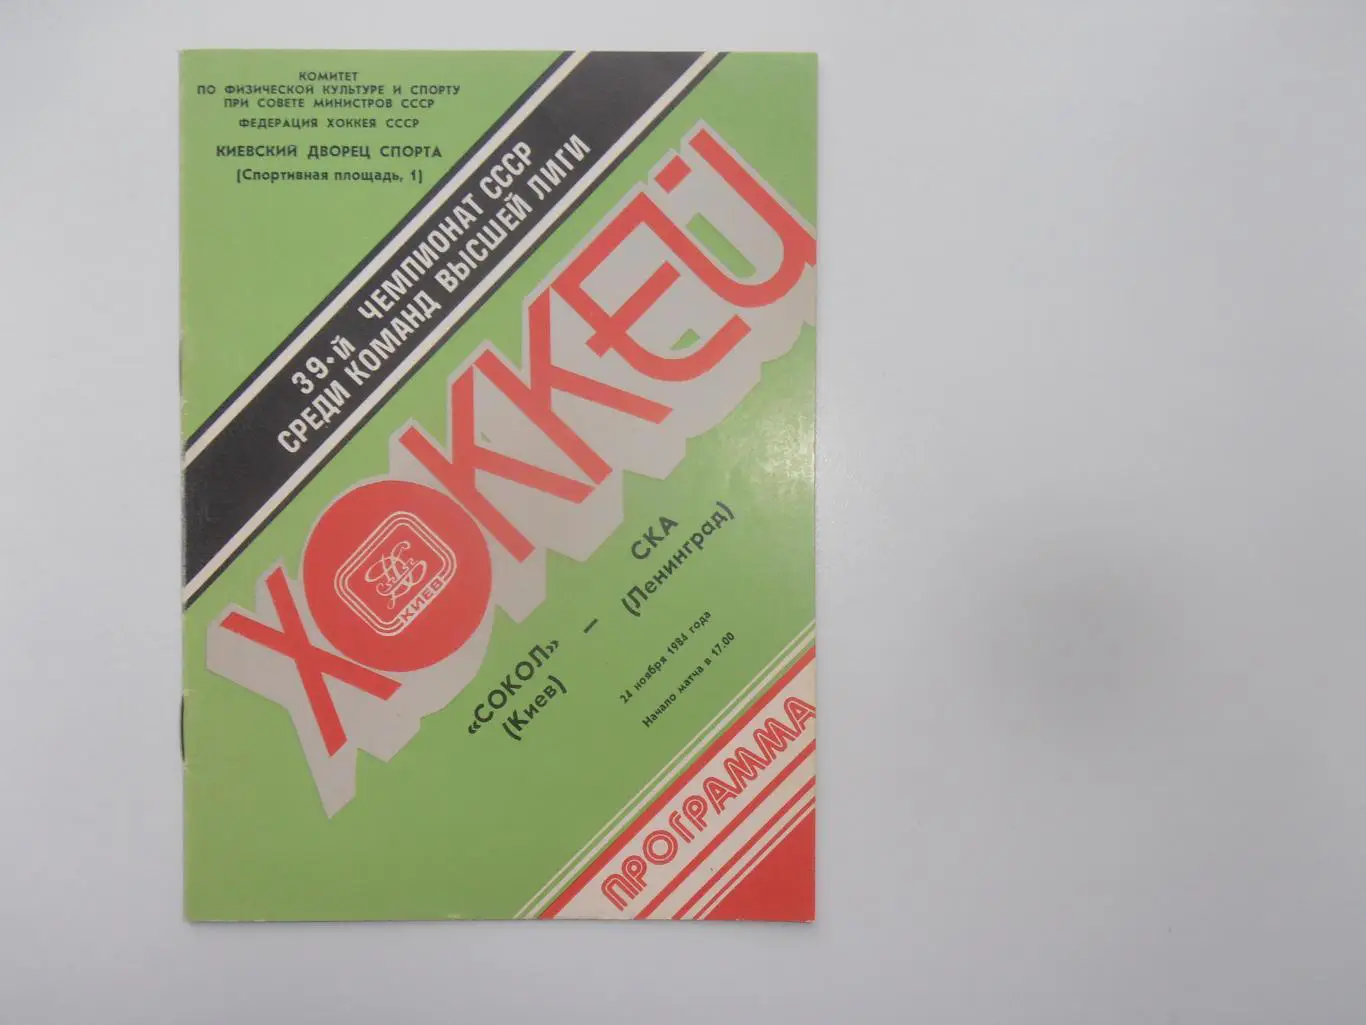 КОМИТЕТ
ПО ФИЗИЧЕСКОЙ КУЛЬТУРЕ И СПОРТУ
ПРИ СОВЕТЕ МИНИСТРОВ СССР
ФЕДЕРАЦИЯ ХОККЕЯ СССР
КИЕВСКИЙ ДВОРЕЦ СПОРТА
(Спортивная площадь, 1)
39-й ЧЕМПИОНАТ СССР
СРЕДИ КОМАНД ВЫСШЕЙ ЛИГИ
ХОККЕЙ
КИЕВ
«СОКОЛ» — СКА
(Киев) (Ленинград)
24 ноября 1984 года
Начало матча в 17.00
ПРОГРАММА